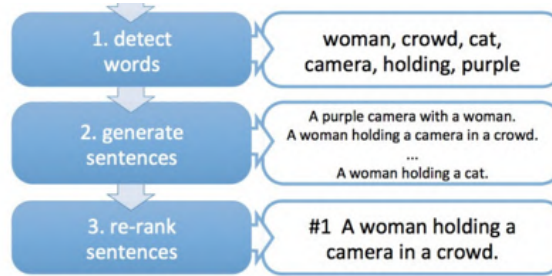 1. detect
words
woman, crowd, cat,
camera, holding, purple
2. generate
sentences
A purple camera with a woman.
A woman holding a camera in a crowd.
...
A woman holding a cat.
3. re-rank
sentences
#1 A woman holding a
camera in a crowd.